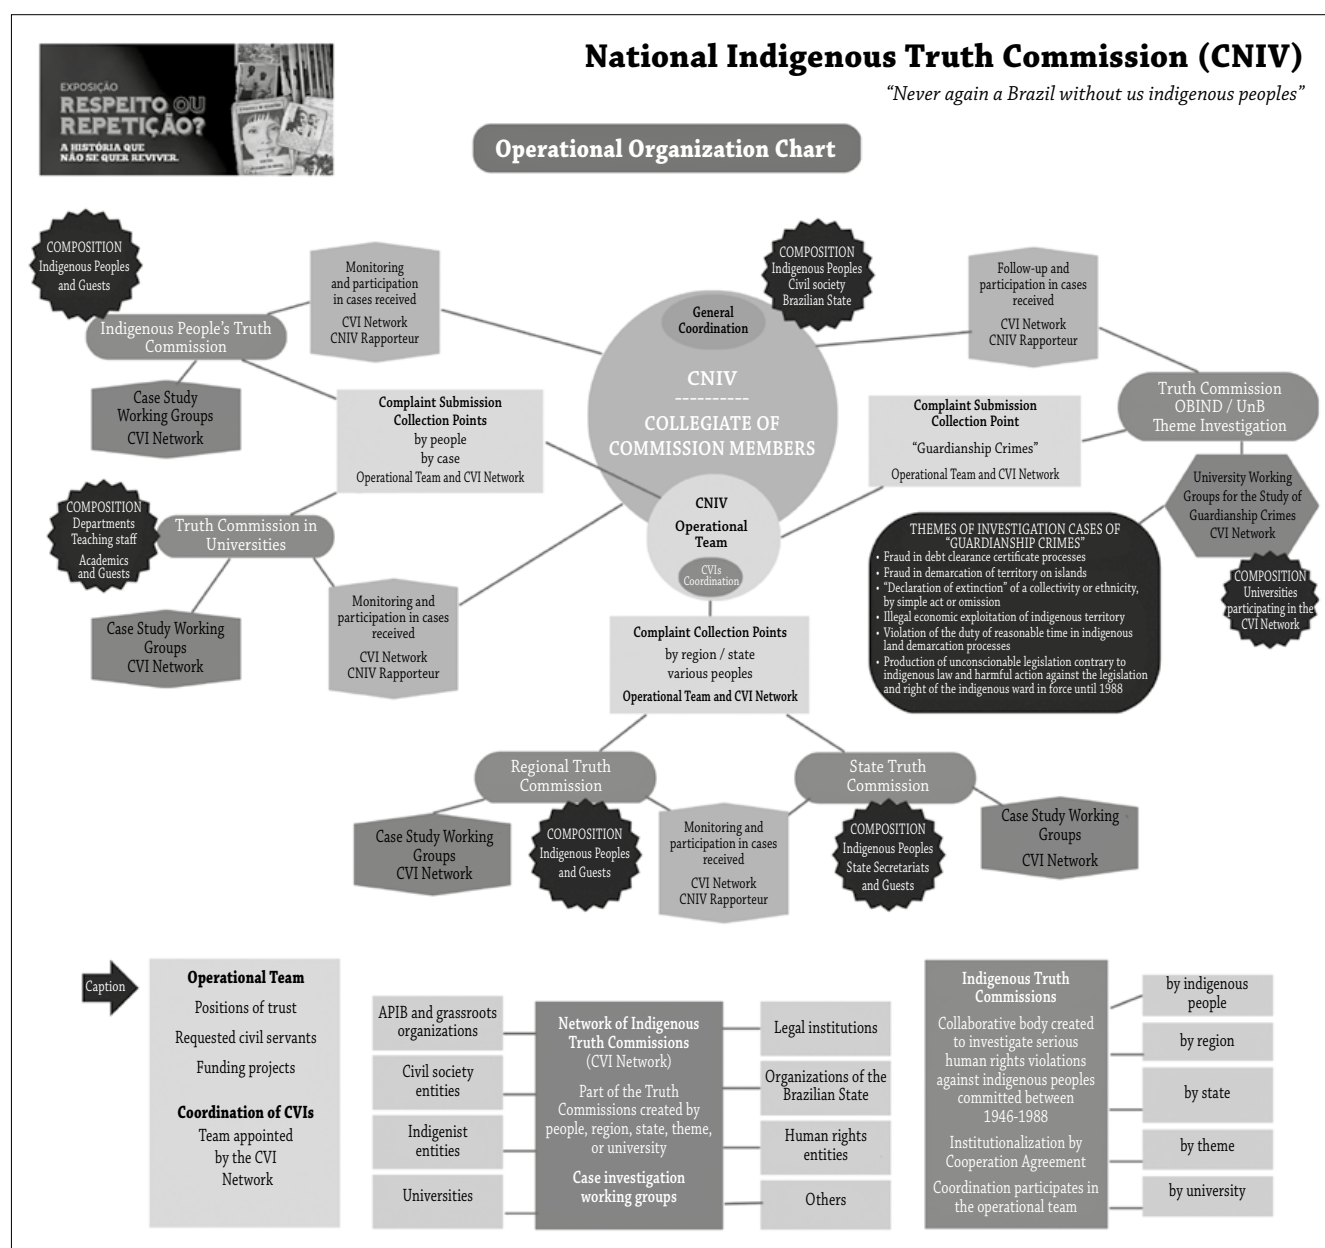 EXPOSIÇÃO
RESPEITO OU
REPETIÇÃO?
A HISTÓRIA QUE
NÃO SE QUER REVIVER.
National Indigenous Truth Commission (CNIV)
“Never again a Brazil without us indigenous peoples”
Operational Organization Chart
COMPOSITION
Indigenous Peoples
and Guests
Indigenous People’s Truth
Commission
Monitoring
and participation
in cases received
CVI Network
CNIV Rapporteur
Case Study
Working Groups
CVI Network
Complaint Submission
Collection Points
by people
by case
Operational Team and CVI Network
COMPOSITION
Departments
Teaching staff
Academics
and Guests
Truth Commission in
Universities
Case Study Working
Groups
CVI Network
Monitoring and
participation in cases
received
CVI Network
CNIV Rapporteur
General
Coordination
CNIV
----------
COLLEGIATE OF
COMMISSION MEMBERS
COMPOSITION
Indigenous Peoples
Civil society
Brazilian State
CNIV
Operational
Team
CVIs
Coordination
Follow-up and
participation in cases
received
CVI Network
CNIV Rapporteur
Complaint Submission
Collection Point
“Guardianship Crimes”
Operational Team and CVI Network
Truth Commission
OBIND / UnB
Theme Investigation
University Working
Groups for the Study of
Guardianship Crimes
CVI Network
COMPOSITION
Universities
participating in the
CVI Network
THEMES OF INVESTIGATION CASES OF
“GUARDIANSHIP CRIMES”
• Fraud in debt clearance certificate processes
• Fraud in demarcation of territory on islands
• “Declaration of extinction” of a collectivity or ethnicity,
by simple act or omission
• Illegal economic exploitation of indigenous territory
• Violation of the duty of reasonable time in indigenous
land demarcation processes
• Production of unconscionable legislation contrary to
indigenous law and harmful action against the legislation
and right of the indigenous ward in force until 1988
Complaint Collection Points
by region / state
various peoples
Operational Team and CVI Network
Regional Truth
Commission
State Truth
Commission
Case Study Working
Groups
CVI Network
COMPOSITION
Indigenous Peoples
and Guests
Monitoring and
participation in cases
received
CVI Network
CNIV Rapporteur
COMPOSITION
Indigenous Peoples
State Secretariats
and Guests
Case Study Working
Groups
CVI Network
Caption
Operational Team
Positions of trust
Requested civil servants
Funding projects
Coordination of CVIs
Team appointed
by the CVI
Network
APIB and grassroots
organizations
Civil society
entities
Indigenist
entities
Universities
Network of Indigenous
Truth Commissions
(CVI Network)
Part of the Truth
Commissions created by
people, region, state, theme,
or university
Case investigation
working groups
Legal institutions
Organizations of the
Brazilian State
Human rights
entities
Others
Indigenous Truth
Commissions
Collaborative body created
to investigate serious
human rights violations
against indigenous peoples
committed between
1946-1988
Institutionalization by
Cooperation Agreement
Coordination participates in
the operational team
by indigenous
people
by region
by state
by theme
by university